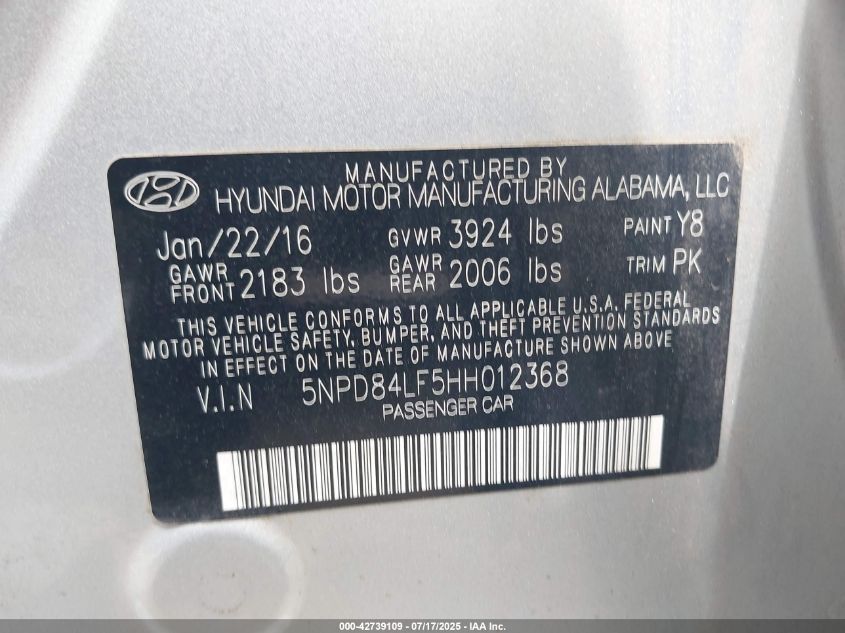 MANUFACTURED BY
HYUNDAI MOTOR MANUFACTURING ALABAMA, LLC
Jan/22/16 GVWR 3924 lbs PAINT Y8
GAWR FRONT 2183 lbs GAWR REAR 2006 lbs TRIM PK
THIS VEHICLE CONFORMS TO ALL APPLICABLE U.S.A. FEDERAL
MOTOR VEHICLE SAFETY, BUMPER, AND THEFT PREVENTION STANDARDS
IN EFFECT ON THE DATE OF MANUFACTURE SHOWN ABOVE
V.I.N 5NPD84LF5HH012368
PASSENGER CAR
000-42739109 | 07/17/2025 - IAA Inc.